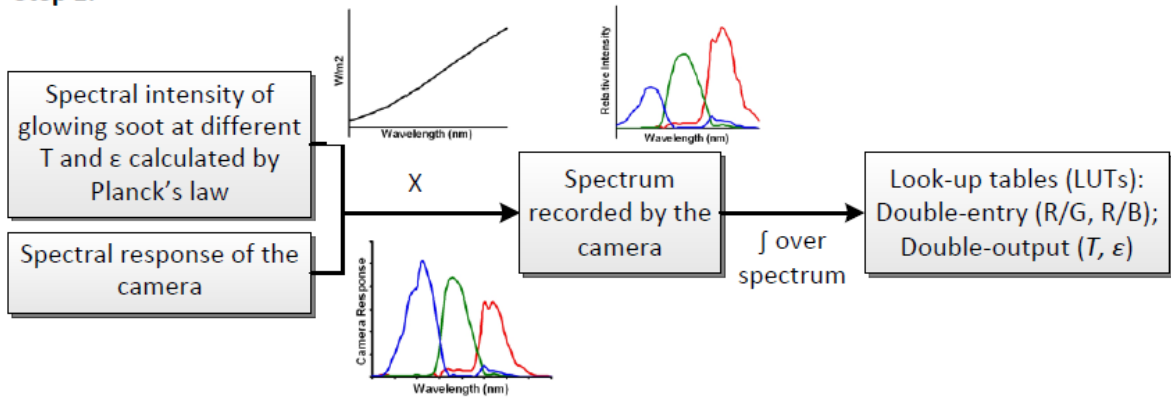 Spectral intensity of
glowing soot at different
T and ε calculated by
Planck's law
Spectral response of the
camera
W/m2
Wavelength (nm)
X
Camera Response
Wavelength (nm)
Relative Intensity
Wavelength (nm)
Spectrum
recorded by the
camera
∫ over
spectrum
Look-up tables (LUTs):
Double-entry (R/G, R/B);
Double-output (T, ε)